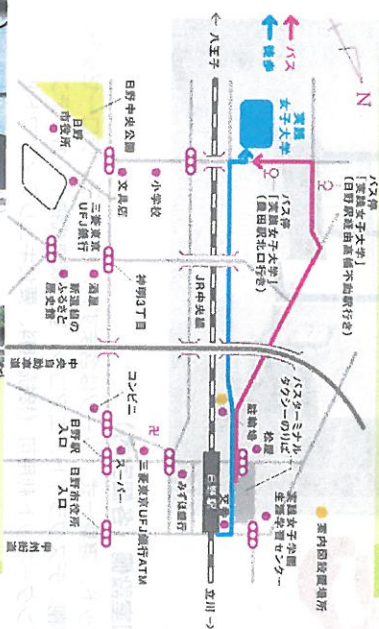 N
バス
徒歩
←八王子
立川→
実践
女子大学
バス停
「実践女子大学」
(日野駅経由高幡不動駅行き)
バス停
「実践女子大学」
(豊田駅北口行き)
JR中央線
日野中央公園
日野
市役所
小学校
文具店
三菱東京
UFJ銀行
神明3丁目
酒屋
新選組の
ふるさと
歴史館
中央自動車道
コンビニ
日野駅
入口
スーパー
三菱東京UFJ銀行ATM
みずほ銀行
日野市役所
入口
甲州街道
日野駅
交番
バスターミナル
タクシーのりば
駐輪場
松屋
実践女子学園
生涯学習センター
案内図設置場所